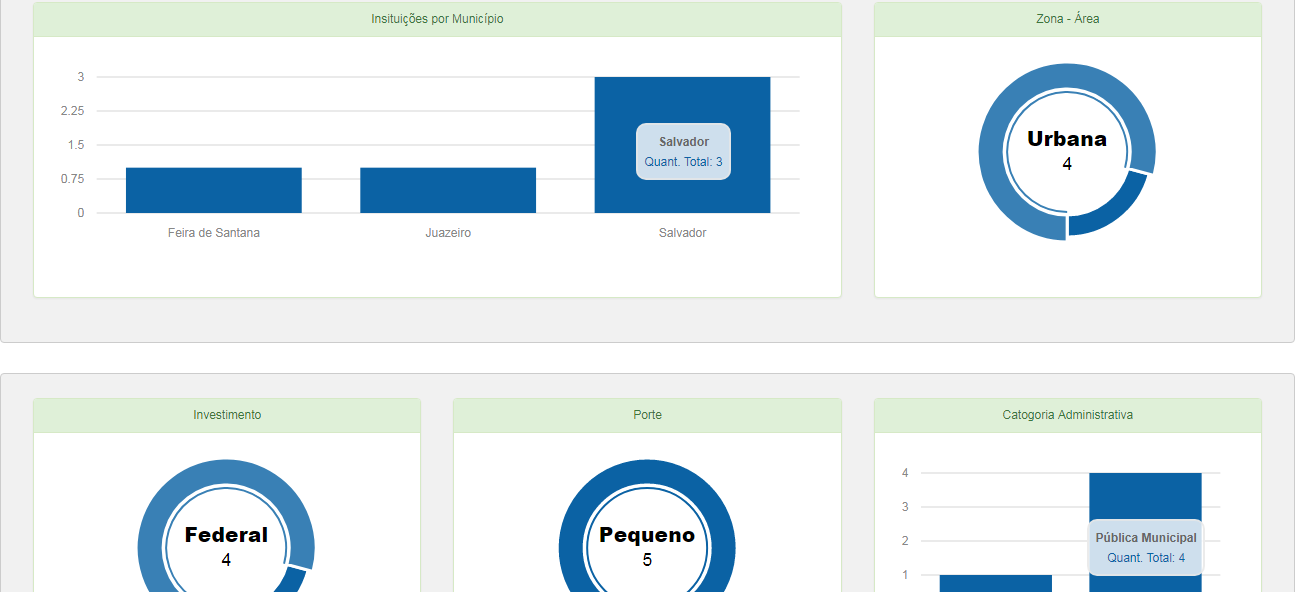 Insituições por Município
3
2.25
1.5
0.75
0
Salvador
Quant. Total: 3
Feira de Santana
Juazeiro
Salvador
Zona - Área
Urbana
4
Investimento
Federal
4
Porte
Pequeno
5
Catogoria Administrativa
4
3
2
1
Pública Municipal
Quant. Total: 4